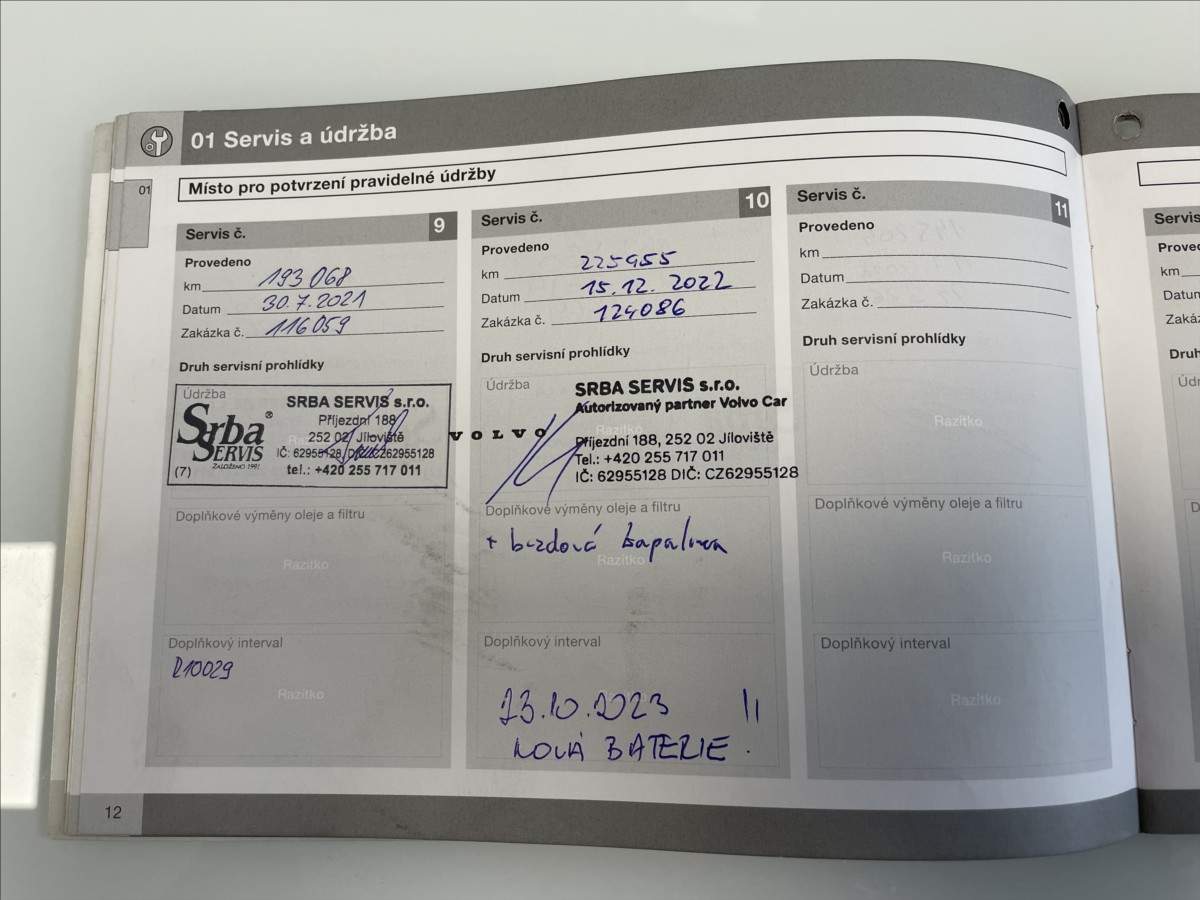 01 Servis a údržba
01
Místo pro potvrzení pravidelné údržby
Servis č. 9
Provedeno
km 193 068
Datum 30.7.2021
Zakázka č. 116059
Druh servisní prohlídky
Údržba
Srba
SERVIS
®
ZALOŽENO 1991
(7)
SRBA SERVIS s.r.o.
Příjezdní 188
252 02 Jíloviště
IČ: 62955128, DIČ: CZ62955128
tel.: +420 255 717 011
Doplňkové výměny oleje a filtru
Razítko
Doplňkový interval
R10029
Razítko
Servis č. 10
Provedeno
km 225955
Datum 15.12.2022
Zakázka č. 124086
Druh servisní prohlídky
Údržba
VOLVO
SRBA SERVIS s.r.o.
Autorizovaný partner Volvo Car
Příjezdní 188, 252 02 Jíloviště
Tel.: +420 255 717 011
IČ: 62955128 DIČ: CZ62955128
Doplňkové výměny oleje a filtru
+ brzdová kapalina
Razítko
Doplňkový interval
23.10.2023 !!
NOVÁ BATERIE.
Servis č. 11
Provedeno
km
Datum
Zakázka č.
Druh servisní prohlídky
Údržba
Razítko
Doplňkové výměny oleje a filtru
Razítko
Doplňkový interval
Razítko
12
Servis
km